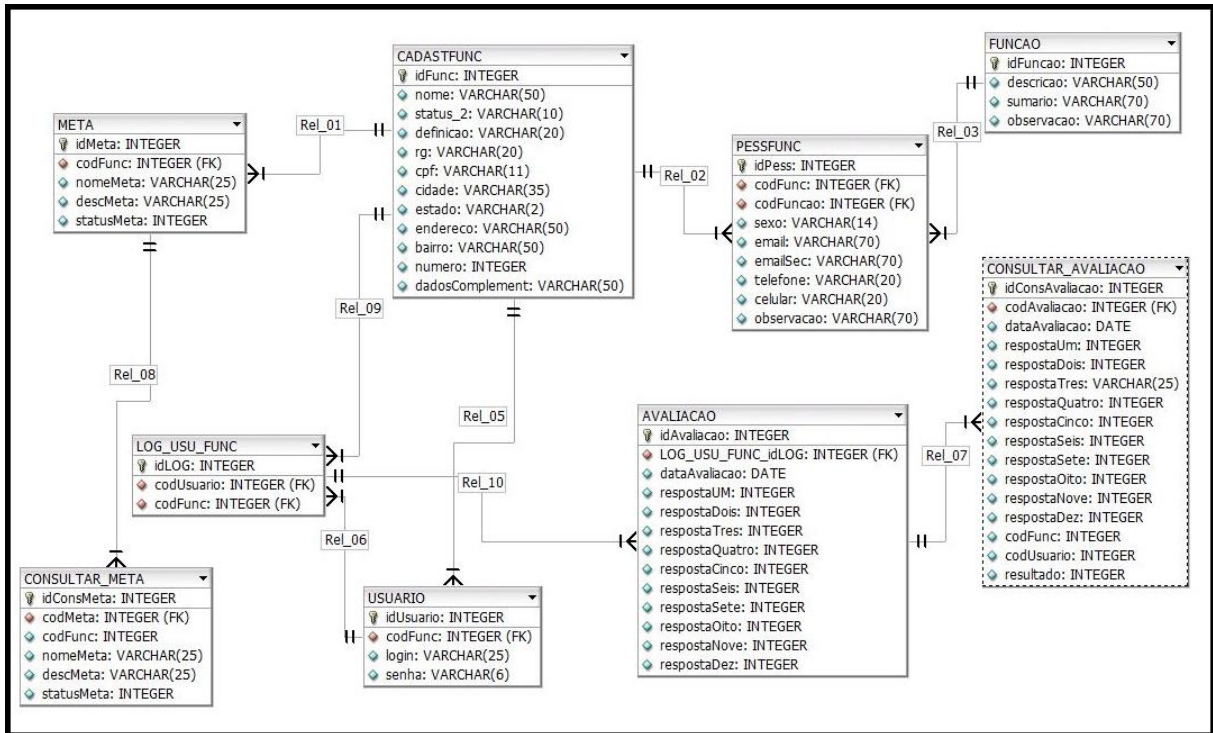 CADASTFUNC
idFunc: INTEGER
nome: VARCHAR(50)
status_2: VARCHAR(10)
definicao: VARCHAR(20)
rg: VARCHAR(20)
cpf: VARCHAR(11)
cidade: VARCHAR(35)
estado: VARCHAR(2)
endereco: VARCHAR(50)
bairro: VARCHAR(50)
numero: INTEGER
dadosComplement: VARCHAR(50)
FUNCAO
idFuncao: INTEGER
descricao: VARCHAR(50)
sumario: VARCHAR(70)
observacao: VARCHAR(70)
META
idMeta: INTEGER
codFunc: INTEGER (FK)
nomeMeta: VARCHAR(25)
descMeta: VARCHAR(25)
statusMeta: INTEGER
Rel_01
Rel_03
PESSFUNC
idPess: INTEGER
codFunc: INTEGER (FK)
codFuncao: INTEGER (FK)
sexo: VARCHAR(14)
email: VARCHAR(70)
emailSec: VARCHAR(70)
telefone: VARCHAR(20)
celular: VARCHAR(20)
observacao: VARCHAR(70)
Rel_02
CONSULTAR_AVALIACAO
idConsAvaliacao: INTEGER
codAvaliacao: INTEGER (FK)
dataAvaliacao: DATE
respostaUm: INTEGER
respostaDois: INTEGER
respostaTres: VARCHAR(25)
respostaQuatro: INTEGER
respostaCinco: INTEGER
respostaSeis: INTEGER
respostaSete: INTEGER
respostaOito: INTEGER
respostaNove: INTEGER
respostaDez: INTEGER
codFunc: INTEGER
codUsuario: INTEGER
resultado: INTEGER
Rel_09
Rel_08
Rel_05
LOG_USU_FUNC
idLOG: INTEGER
codUsuario: INTEGER (FK)
codFunc: INTEGER (FK)
AVALIACAO
idAvaliacao: INTEGER
LOG_USU_FUNC_idLOG: INTEGER (FK)
dataAvaliacao: DATE
respostaUM: INTEGER
respostaDois: INTEGER
respostaTres: INTEGER
respostaQuatro: INTEGER
respostaCinco: INTEGER
respostaSeis: INTEGER
respostaSete: INTEGER
respostaOito: INTEGER
respostaNove: INTEGER
respostaDez: INTEGER
Rel_07
Rel_10
Rel_06
CONSULTAR_META
idConsMeta: INTEGER
codMeta: INTEGER (FK)
codFunc: INTEGER
nomeMeta: VARCHAR(25)
descMeta: VARCHAR(25)
statusMeta: INTEGER
USUARIO
idUsuario: INTEGER
codFunc: INTEGER (FK)
login: VARCHAR(25)
senha: VARCHAR(6)